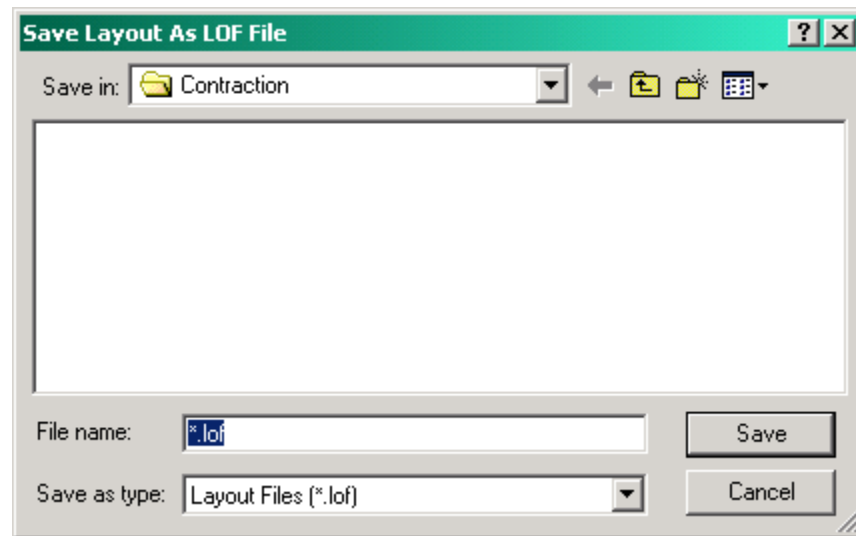 Save Layout As LOF File
Save in: Contraction
File name: *.lof Save
Save as type: Layout Files (*.lof) Cancel